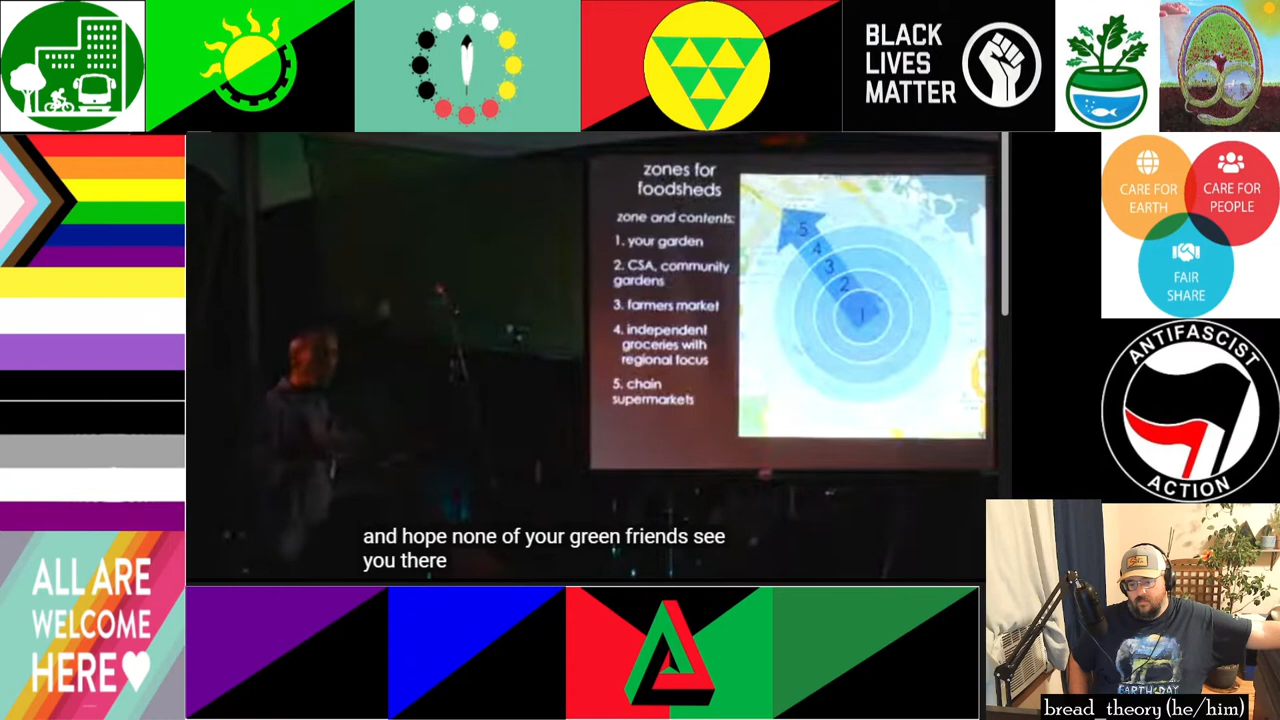 BLACK
LIVES
MATTER
zones for
foodsheds
zone and contents:
1. your garden
2. CSA, community
gardens
3. farmers market
4. independent
groceries with
regional focus
5. chain
supermarkets
5
4
3
2
1
and hope none of your green friends see
you there
CARE FOR
EARTH
CARE FOR
PEOPLE
FAIR
SHARE
ANTIFASCIST
ACTION
ALL ARE
WELCOME
HERE
EARTH DAY
bread_theory (he/him)